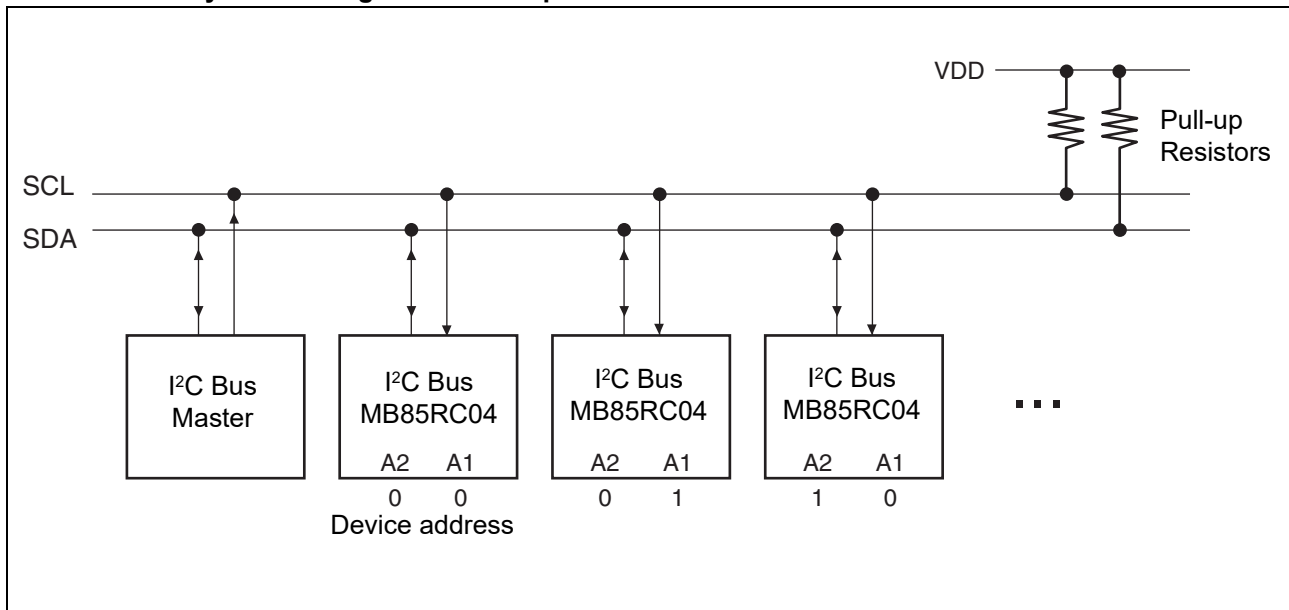 VDD
Pull-up
Resistors
SCL
SDA
I²C Bus
Master
I²C Bus
MB85RC04
A2 A1
0 0
Device address
I²C Bus
MB85RC04
A2 A1
0 1
I²C Bus
MB85RC04
A2 A1
1 0
...